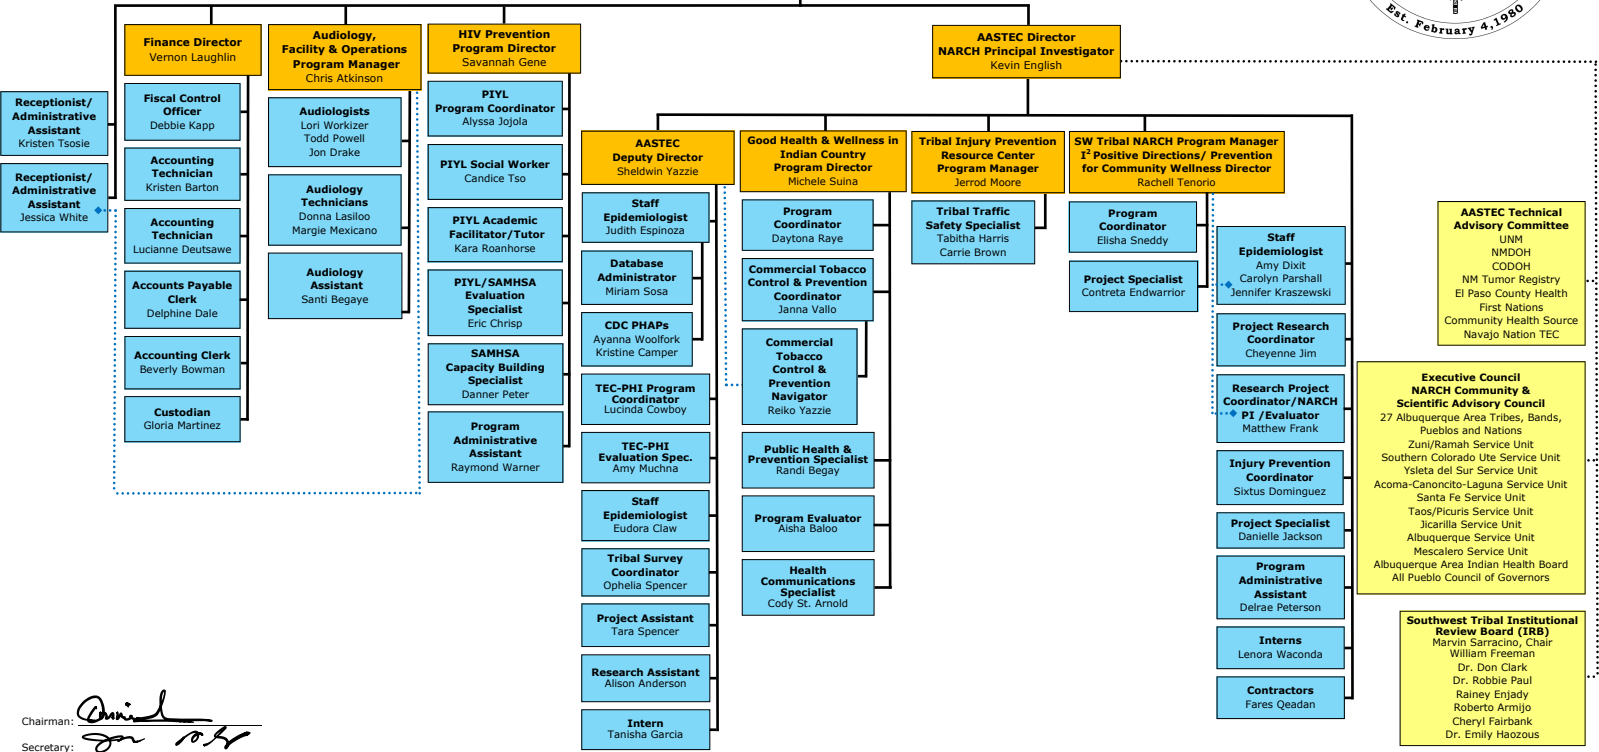 Est. February 4,1980
Finance Director
Vernon Laughlin
Audiology,
Facility & Operations
Program Manager
Chris Atkinson
HIV Prevention
Program Director
Savannah Gene
AASTEC Director
NARCH Principal Investigator
Kevin English
Receptionist/
Administrative
Assistant
Kristen Tsosie
Receptionist/
Administrative
Assistant
Jessica White
Fiscal Control
Officer
Debbie Kapp
Accounting
Technician
Kristen Barton
Accounting
Technician
Lucianne Deutsawe
Accounts Payable
Clerk
Delphine Dale
Accounting Clerk
Beverly Bowman
Custodian
Gloria Martinez
Audiologists
Lori Workizer
Todd Powell
Jon Drake
Audiology
Technicians
Donna Lasiloo
Margie Mexicano
Audiology
Assistant
Santi Begaye
PIYL
Program Coordinator
Alyssa Jojola
PIYL Social Worker
Candice Tso
PIYL Academic
Facilitator/Tutor
Kara Roanhorse
PIYL/SAMHSA
Evaluation
Specialist
Eric Chrisp
SAMHSA
Capacity Building
Specialist
Danner Peter
Program
Administrative
Assistant
Raymond Warner
AASTEC
Deputy Director
Sheldwin Yazzie
Staff
Epidemiologist
Judith Espinoza
Database
Administrator
Miriam Sosa
CDC PHAPs
Ayanna Woolfork
Kristine Camper
TEC-PHI Program
Coordinator
Lucinda Cowboy
TEC-PHI
Evaluation Spec.
Amy Muchna
Staff
Epidemiologist
Eudora Claw
Tribal Survey
Coordinator
Ophelia Spencer
Project Assistant
Tara Spencer
Research Assistant
Alison Anderson
Intern
Tanisha Garcia
Good Health & Wellness in
Indian Country
Program Director
Michele Suina
Program
Coordinator
Daytona Raye
Commercial Tobacco
Control & Prevention
Coordinator
Janna Vallo
Commercial
Tobacco
Control &
Prevention
Navigator
Reiko Yazzie
Public Health &
Prevention Specialist
Randi Begay
Program Evaluator
Aisha Baloo
Health
Communications
Specialist
Cody St. Arnold
Tribal Injury Prevention
Resource Center
Program Manager
Jerrod Moore
Tribal Traffic
Safety Specialist
Tabitha Harris
Carrie Brown
SW Tribal NARCH Program Manager
I² Positive Directions/ Prevention
for Community Wellness Director
Rachell Tenorio
Program
Coordinator
Elisha Sneddy
Project Specialist
Contreta Endwarrior
Staff
Epidemiologist
Amy Dixit
Carolyn Parshall
Jennifer Kraszewski
Project Research
Coordinator
Cheyenne Jim
Research Project
Coordinator/NARCH
PI /Evaluator
Matthew Frank
Injury Prevention
Coordinator
Sixtus Dominguez
Project Specialist
Danielle Jackson
Program
Administrative
Assistant
Delrae Peterson
Interns
Lenora Waconda
Contractors
Fares Qeadan
AASTEC Technical
Advisory Committee
UNM
NMDOH
CODOH
NM Tumor Registry
El Paso County Health
First Nations
Community Health Source
Navajo Nation TEC
Executive Council
NARCH Community &
Scientific Advisory Council
27 Albuquerque Area Tribes, Bands,
Pueblos and Nations
Zuni/Ramah Service Unit
Southern Colorado Ute Service Unit
Ysleta del Sur Service Unit
Acoma-Canoncito-Laguna Service Unit
Santa Fe Service Unit
Taos/Picuris Service Unit
Jicarilla Service Unit
Albuquerque Service Unit
Mescalero Service Unit
Albuquerque Area Indian Health Board
All Pueblo Council of Governors
Southwest Tribal Institutional
Review Board (IRB)
Marvin Sarracino, Chair
William Freeman
Dr. Don Clark
Dr. Robbie Paul
Rainey Enjady
Roberto Armijo
Cheryl Fairbank
Dr. Emily Haozous
Chairman:
Secretary: